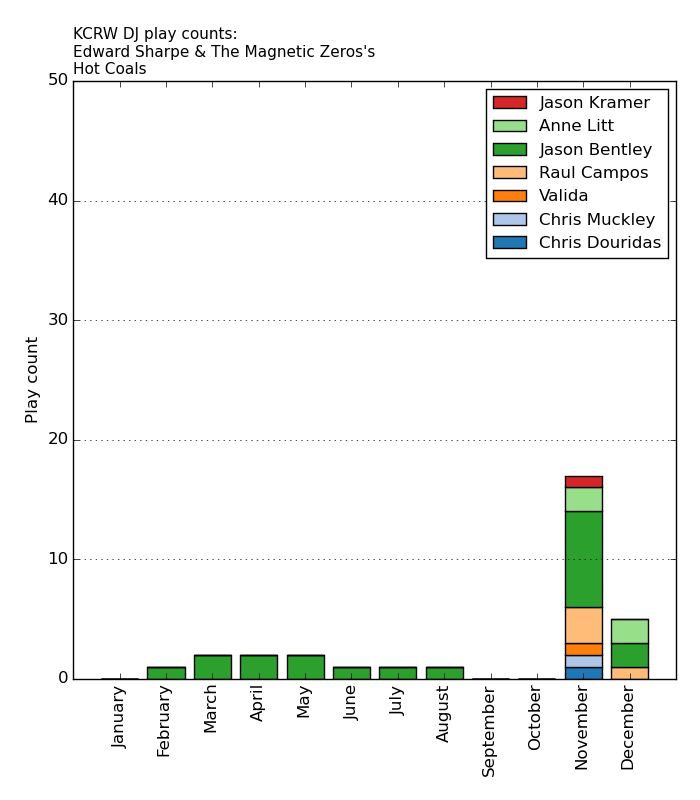 KCRW DJ play counts:
Edward Sharpe & The Magnetic Zeros's
Hot Coals
50
40
30
20
10
0
Play count
Jason Kramer
Anne Litt
Jason Bentley
Raul Campos
Valida
Chris Muckley
Chris Douridas
January
February
March
April
May
June
July
August
September
October
November
December